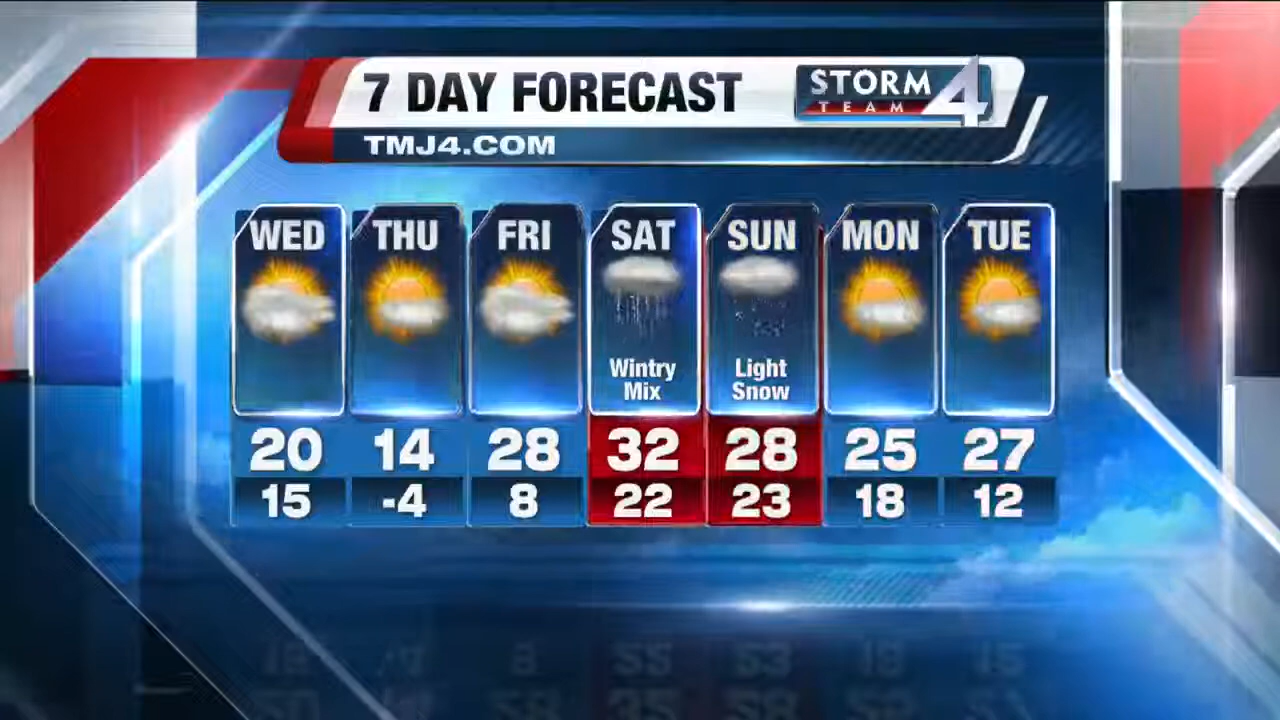 7 DAY FORECAST
STORM 4
TEAM
TMJ4.COM
WED THU FRI SAT SUN MON TUE
Wintry Light
Mix Snow
20 14 28 32 28 25 27
15 -4 8 22 23 18 12